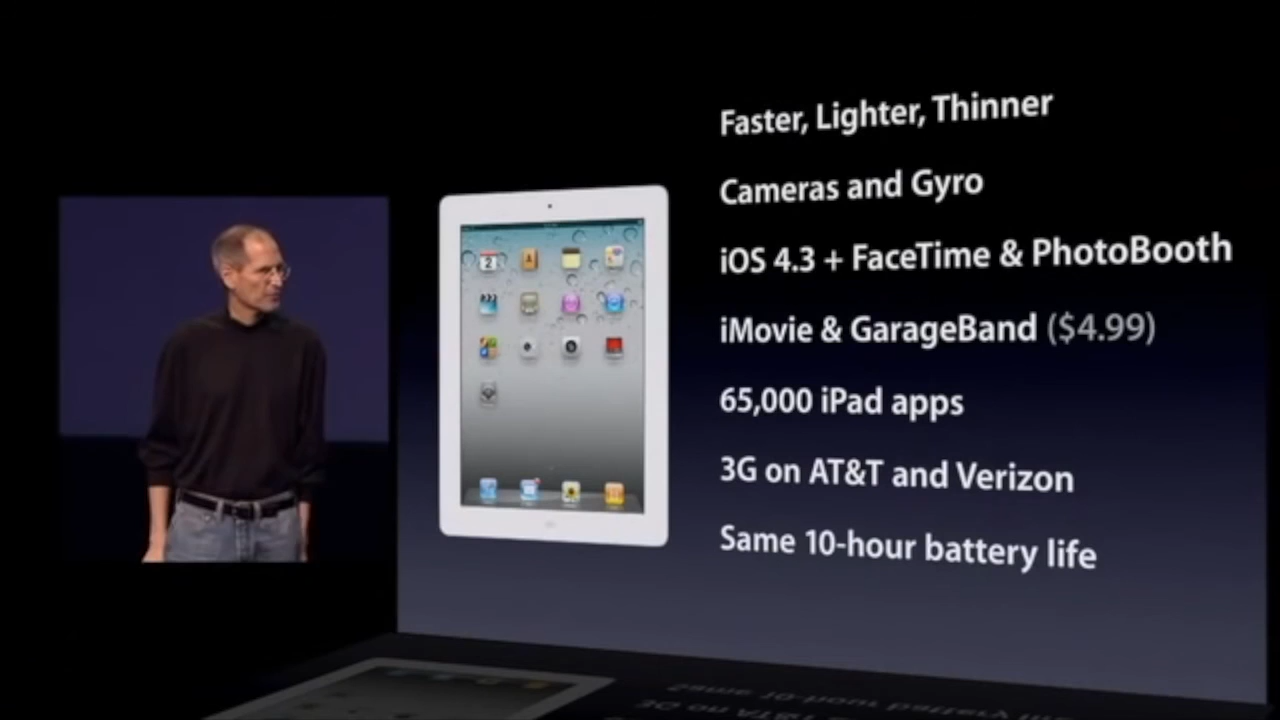 Faster, Lighter, Thinner
Cameras and Gyro
iOS 4.3 + FaceTime & PhotoBooth
iMovie & GarageBand ($4.99)
65,000 iPad apps
3G on AT&T and Verizon
Same 10-hour battery life
2